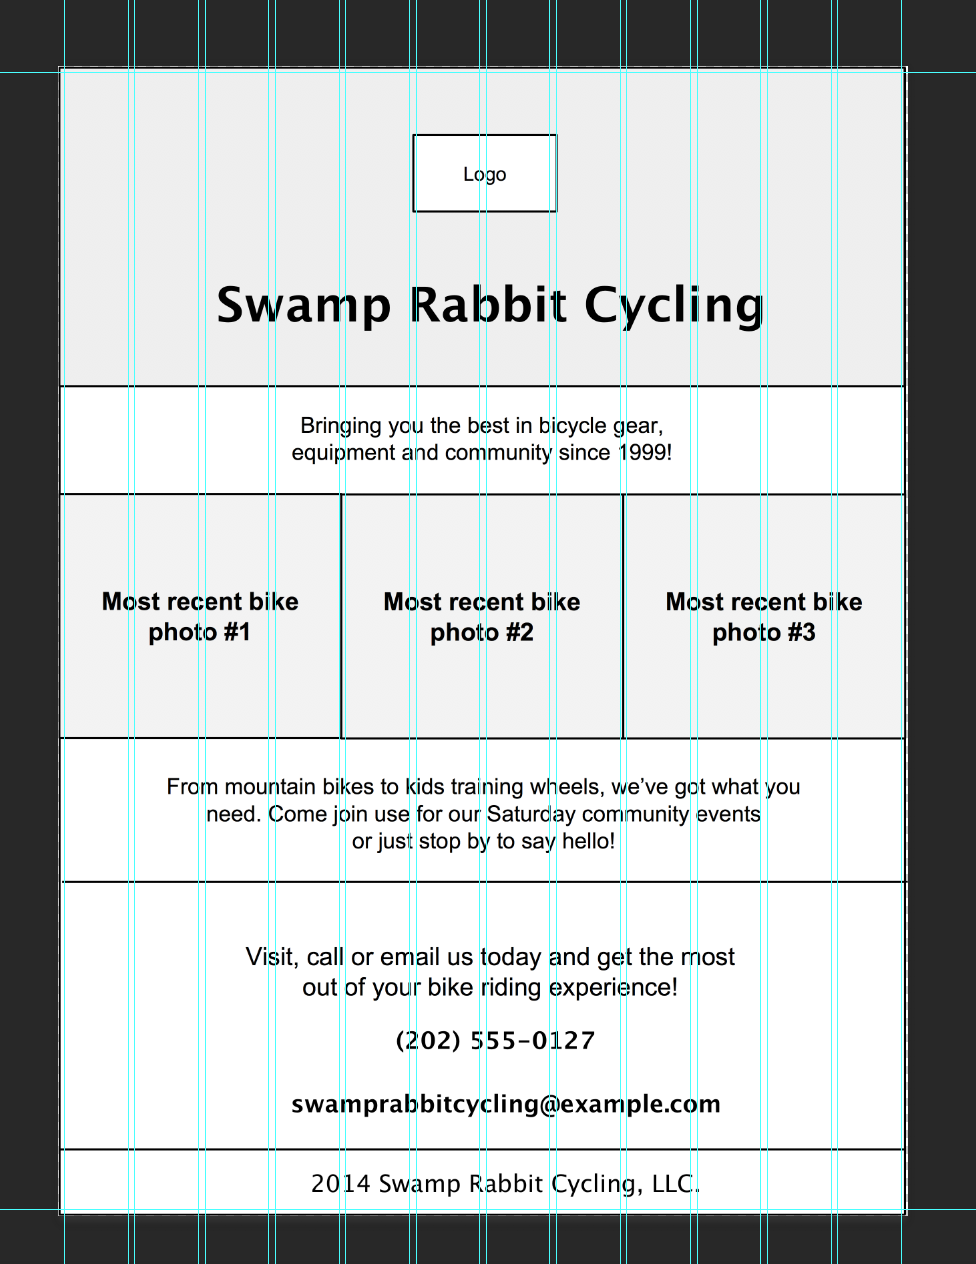 Logo
Swamp Rabbit Cycling
Bringing you the best in bicycle gear,
equipment and community since 1999!
Most recent bike
photo #1
Most recent bike
photo #2
Most recent bike
photo #3
From mountain bikes to kids training wheels, we’ve got what you
need. Come join use for our Saturday community events
or just stop by to say hello!
Visit, call or email us today and get the most
out of your bike riding experience!
(202) 555-0127
swamprabbitcycling@example.com
2014 Swamp Rabbit Cycling, LLC.